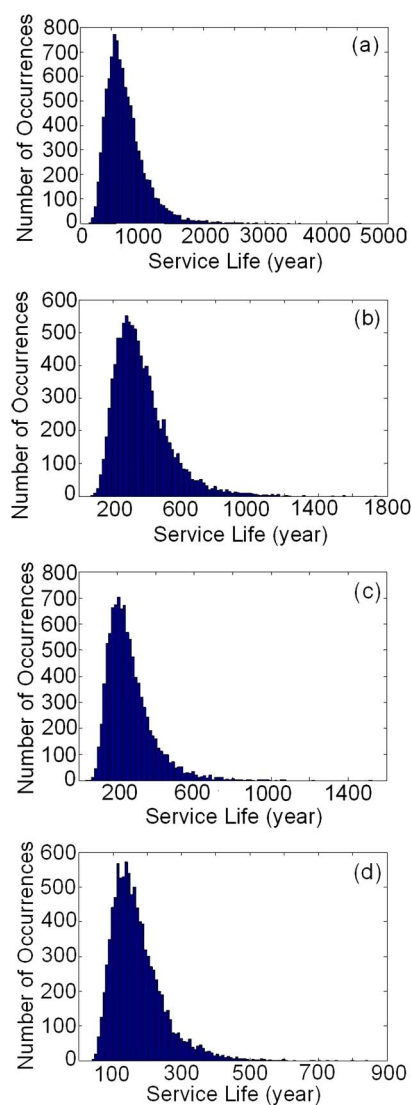 800
700
600
500
400
300
200
100
0
Number of Occurrences
(a)
0 1000 2000 3000 4000 5000
Service Life (year)
600
500
400
300
200
100
0
Number of Occurrences
(b)
200 600 1000 1400 1800
Service Life (year)
800
700
600
500
400
300
200
100
0
Number of Occurrences
(c)
200 600 1000 1400
Service Life (year)
600
500
400
300
200
100
0
Number of Occurrences
(d)
100 300 500 700 900
Service Life (year)